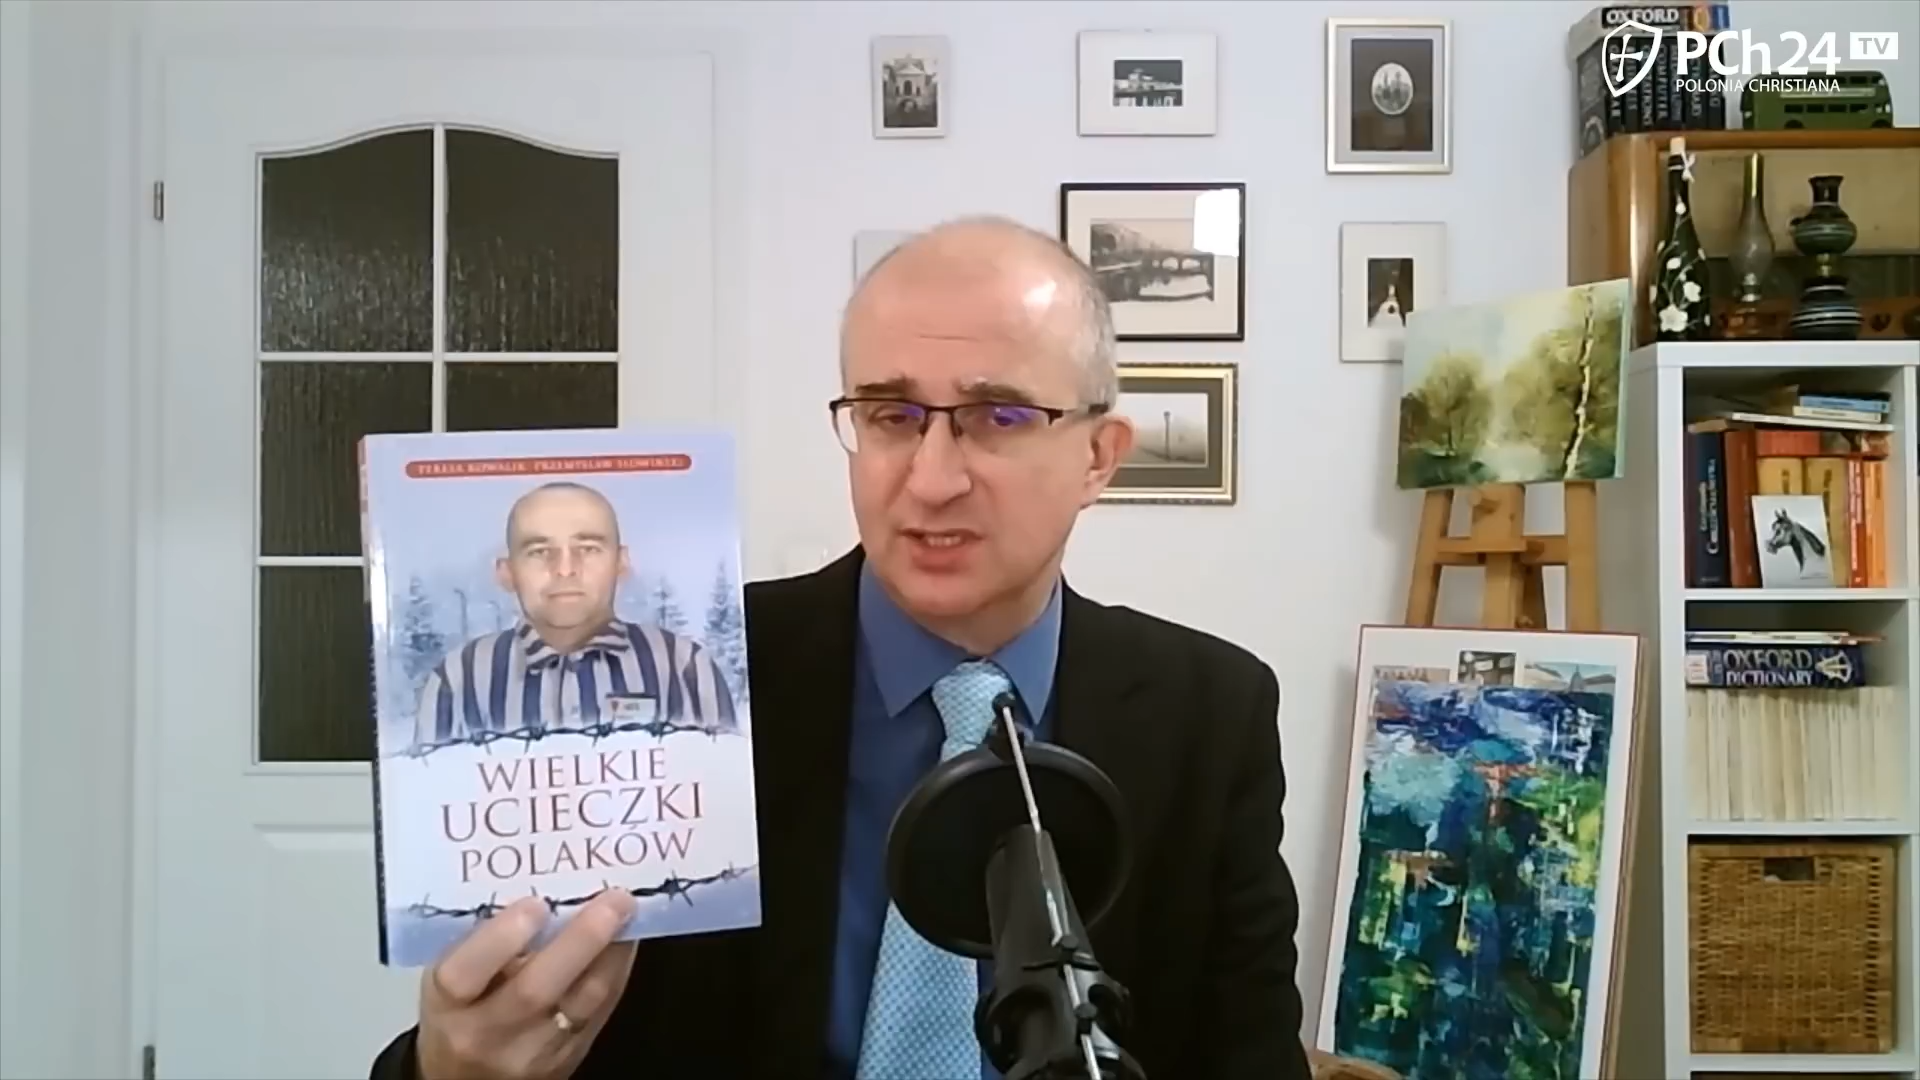 PCh24 TV
POLONIA CHRISTIANA
OXFORD
TERESA KOWALIK PRZEMYSŁAW SŁOWIŃSKI
WIELKIE
UCIECZKI
POLAKÓW
OXFORD
DICTIONARY